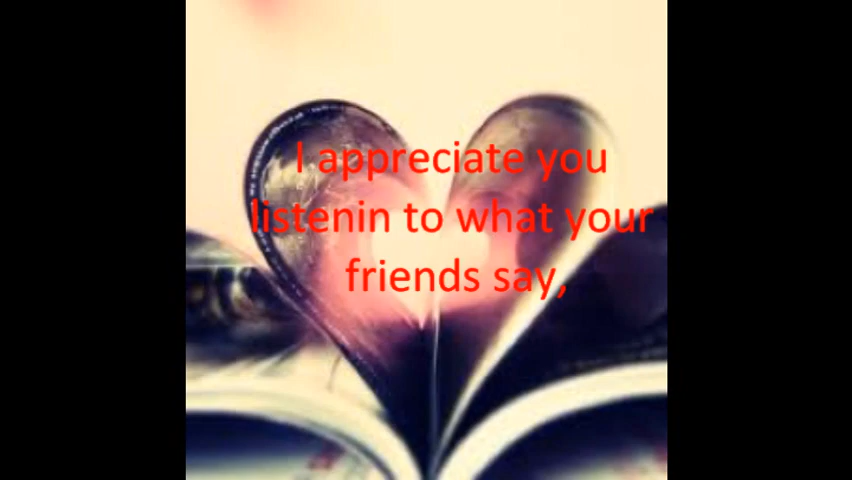 I appreciate you
listenin to what your
friends say,